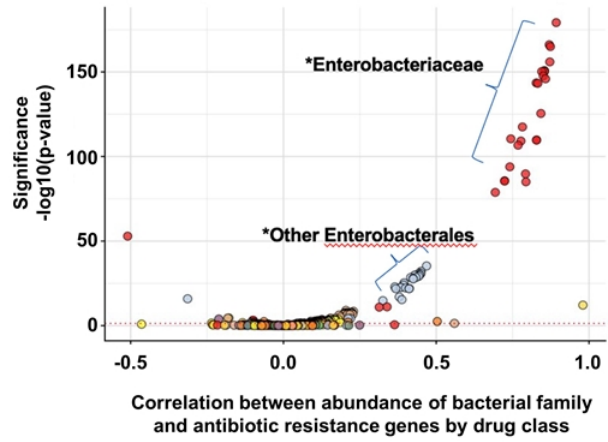 *Enterobacteriaceae
*Other Enterobacterales
Significance
-log10(p-value)
150
100
50
0
-0.5
0.0
0.5
1.0
Correlation between abundance of bacterial family
and antibiotic resistance genes by drug class